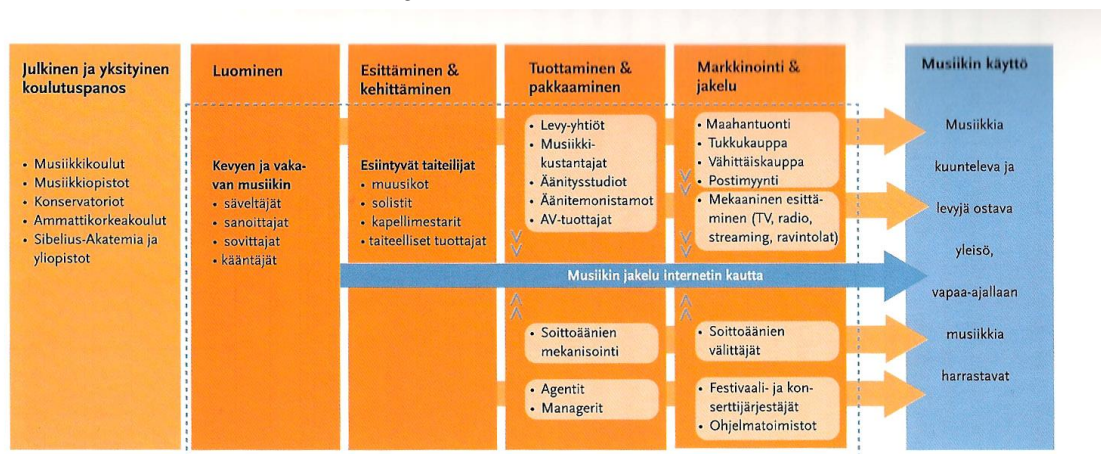 Julkinen ja yksityinen
koulutuspanos
• Musiikkikoulut
• Musiikkiopistot
• Konservatoriot
• Ammattikorkeakoulut
• Sibelius-Akatemia ja
yliopistot
Luominen
Kevyen ja vaka-
van musiikin
• säveltäjät
• sanoittajat
• sovittajat
• kääntäjät
Esittäminen &
kehittäminen
Esiintyvät taiteilijat
• muusikot
• solistit
• kapellimestarit
• taiteelliset tuottajat
Tuottaminen &
pakkaaminen
• Levy-yhtiöt
• Musiikki-
kustantajat
• Äänitysstudiot
• Äänitemonistamot
• AV-tuottajat
Markkinointi &
jakelu
• Maahantuonti
• Tukkukauppa
• Vähittäiskauppa
• Postimyynti
• Mekaaninen esittä-
minen (TV, radio,
streaming, ravintolat)
Musiikin jakelu internetin kautta
• Soittoäänien
mekanisointi
• Agentit
• Managerit
• Soittoäänien
välittäjät
• Festivaali- ja kon-
serttijärjestäjät
• Ohjelmatoimistot
Musiikin käyttö
Musiikkia
kuunteleva ja
levyjä ostava
yleisö,
vapaa-ajallaan
musiikkia
harrastavat